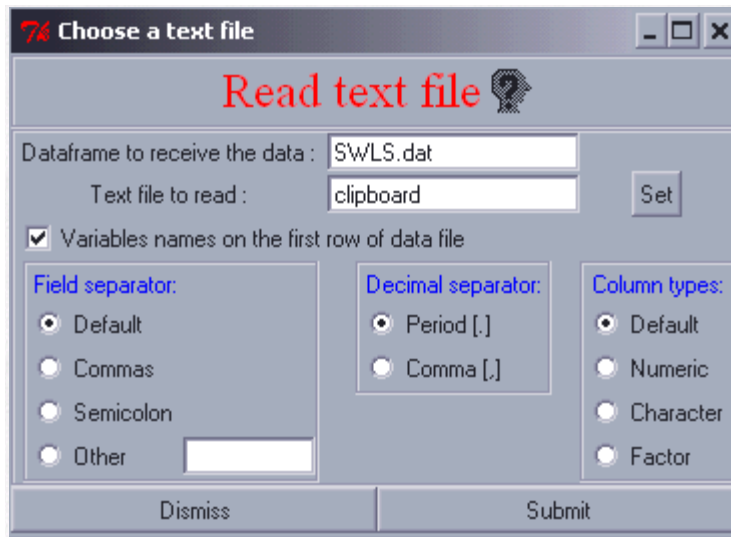 7% Choose a text file
Read text file ?
Dataframe to receive the data : SWLS.dat
Text file to read : clipboard Set
Variables names on the first row of data file
Field separator: Decimal separator: Column types:
Default Period [.] Default
Commas Comma [,] Numeric
Semicolon Character
Other Factor
Dismiss Submit